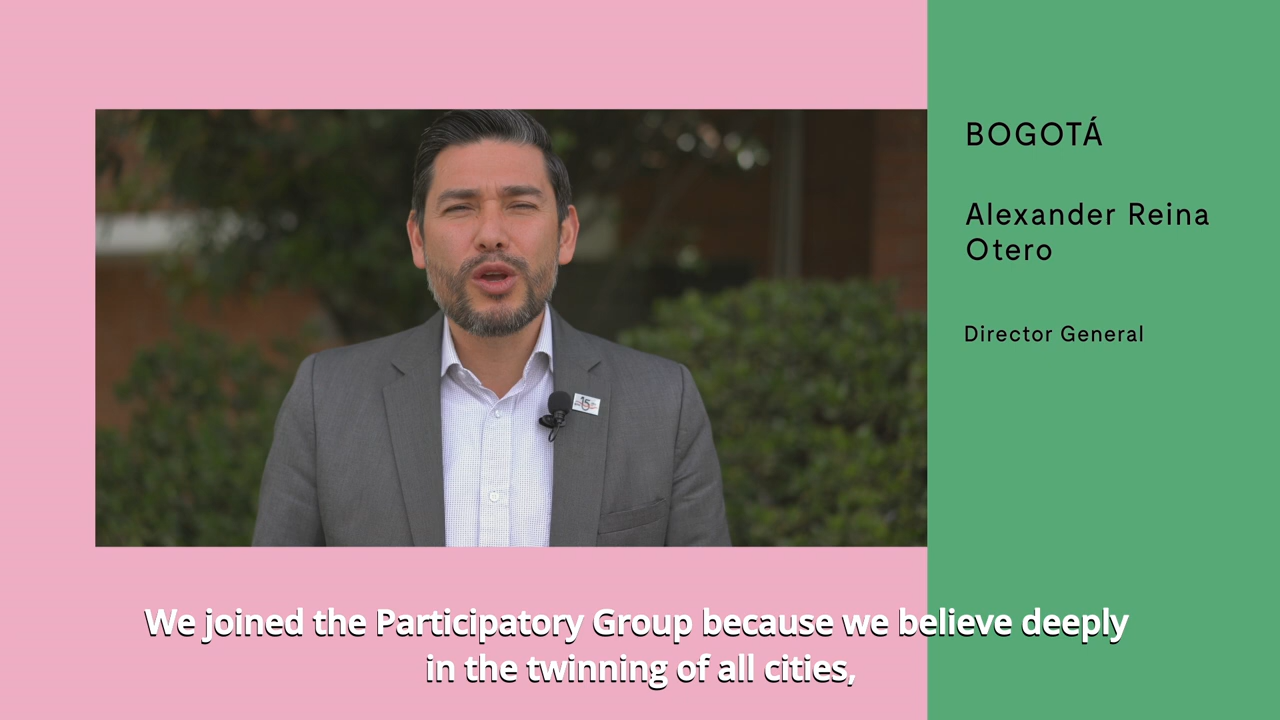 BOGOTÁ
Alexander Reina
Otero
Director General
15
We joined the Participatory Group because we believe deeply
in the twinning of all cities,